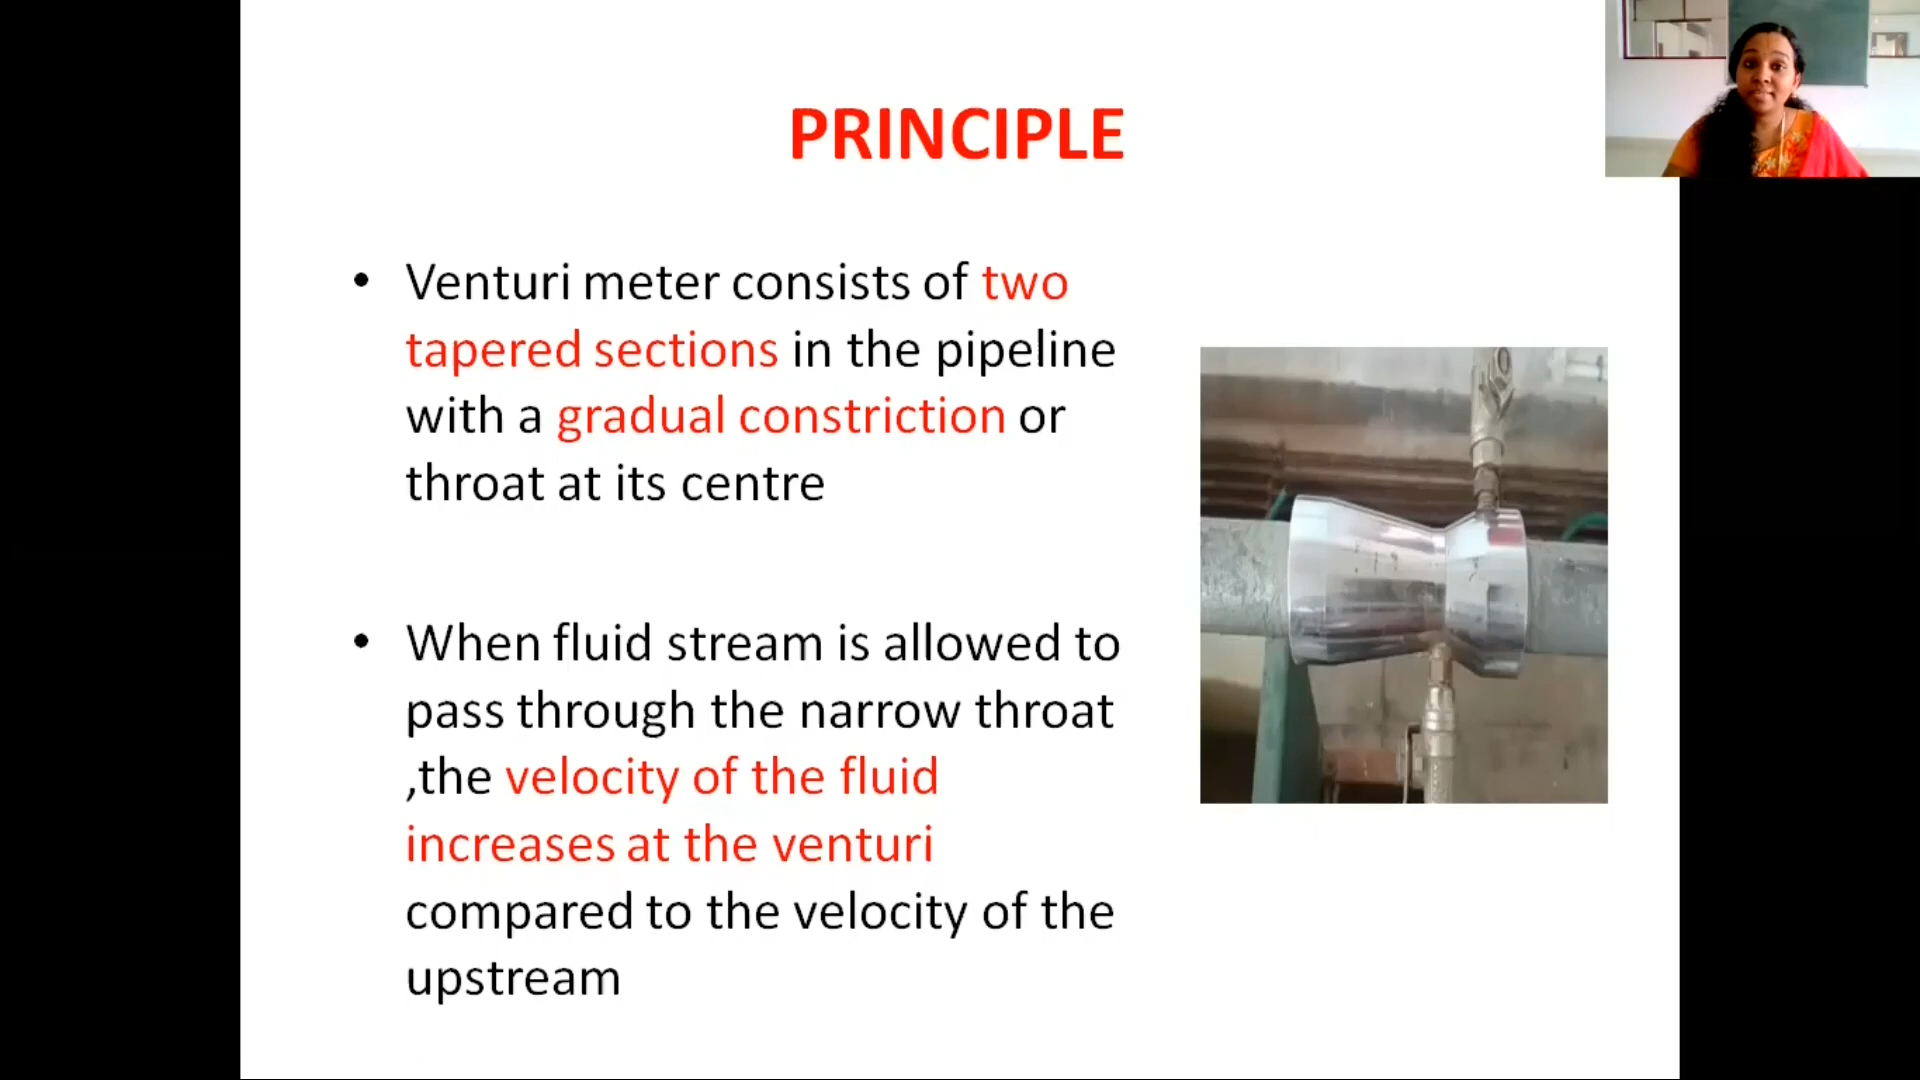 PRINCIPLE
• Venturi meter consists of two
tapered sections in the pipeline
with a gradual constriction or
throat at its centre
• When fluid stream is allowed to
pass through the narrow throat
,the velocity of the fluid
increases at the venturi
compared to the velocity of the
upstream